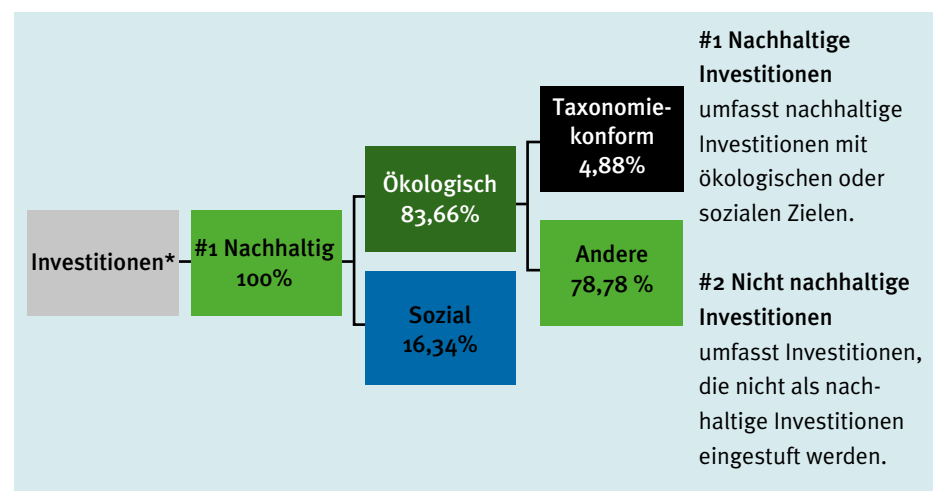 Investitionen*
#1 Nachhaltig
100%
Ökologisch
83,66%
Sozial
16,34%
Taxonomie-
konform
4,88%
Andere
78,78 %
#1 Nachhaltige
Investitionen
umfasst nachhaltige
Investitionen mit
ökologischen oder
sozialen Zielen.
#2 Nicht nachhaltige
Investitionen
umfasst Investitionen,
die nicht als nach-
haltige Investitionen
eingestuft werden.